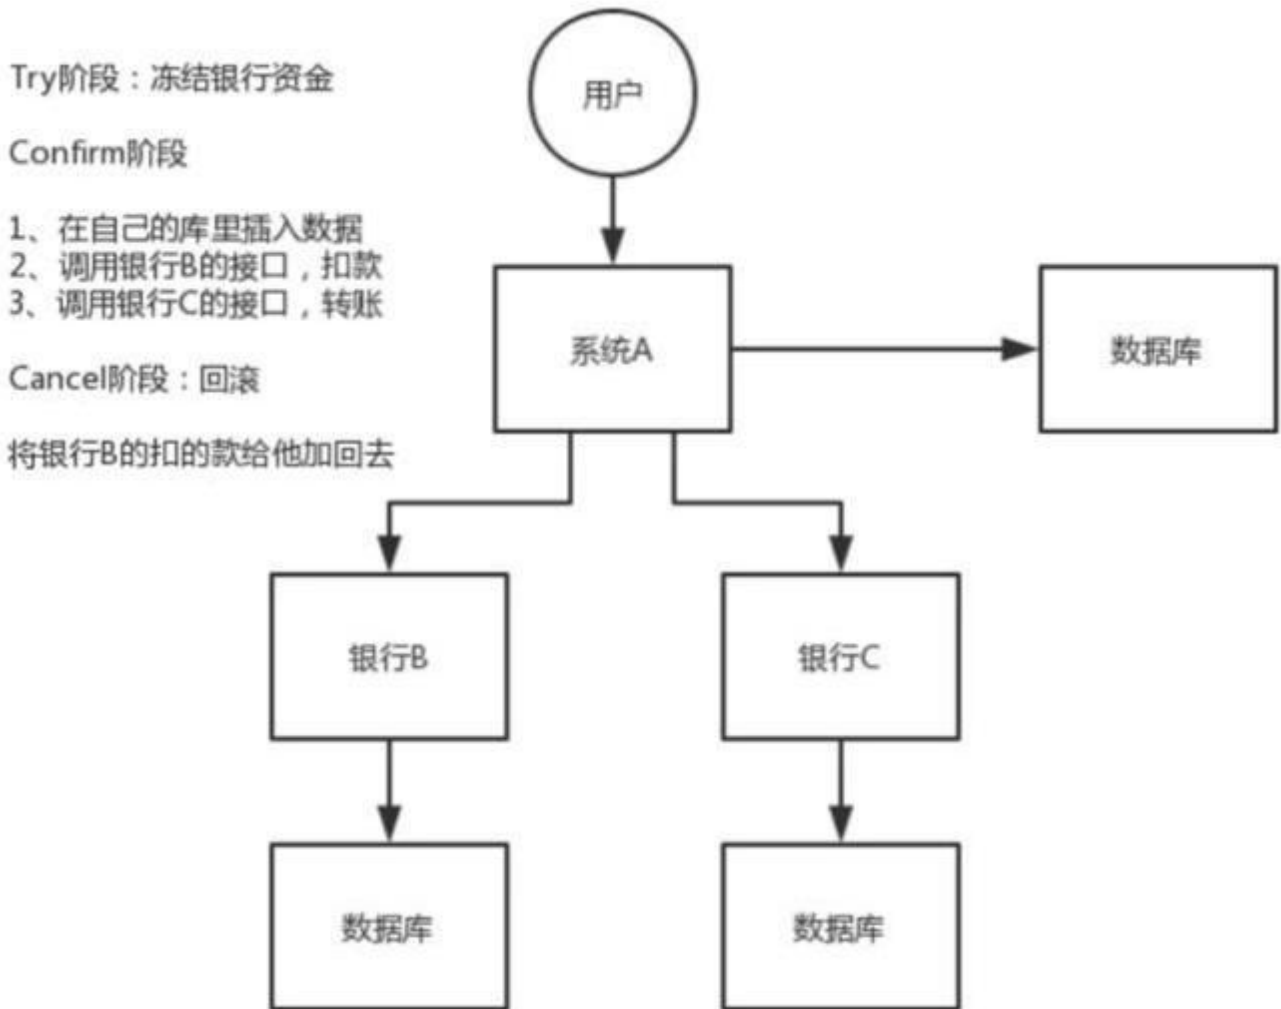 Try阶段：冻结银行资金
Confirm阶段
1、在自己的库里插入数据
2、调用银行B的接口，扣款
3、调用银行C的接口，转账
Cancel阶段：回滚
将银行B的扣的款给他加回去
用户
系统A
数据库
银行B
银行C
数据库
数据库